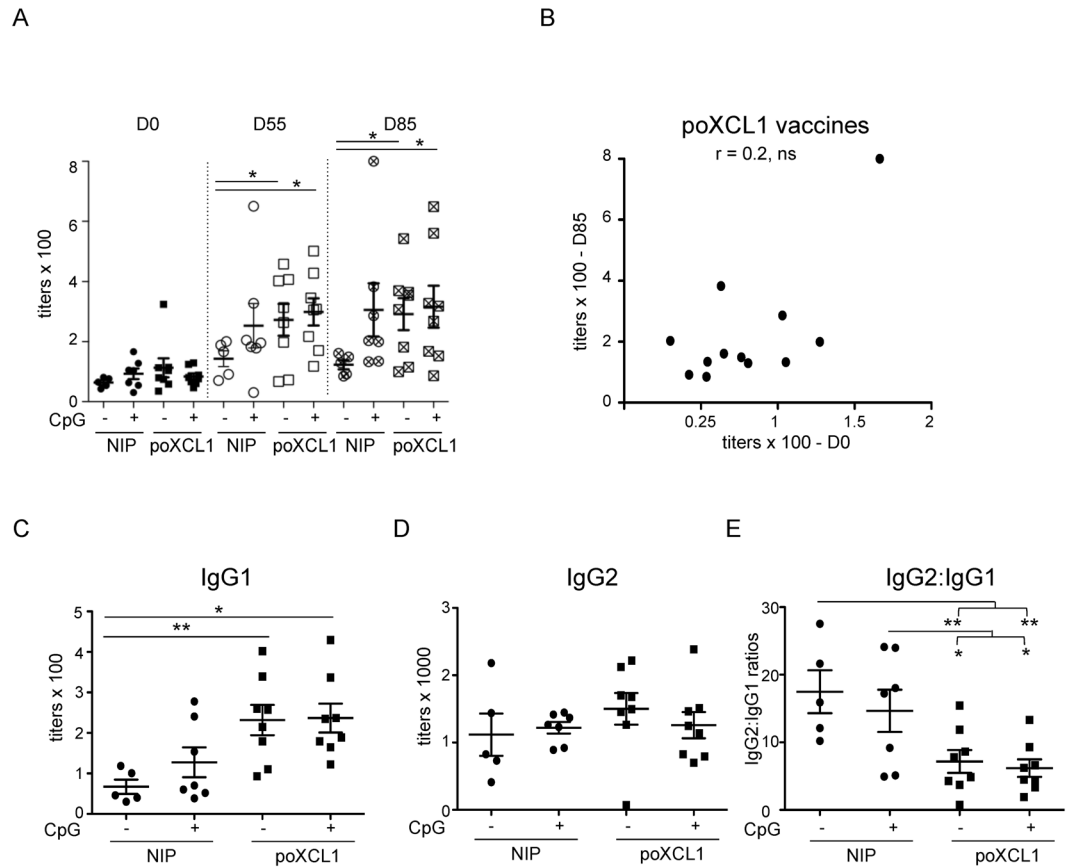 A
D0 D55 D85
* * * *
titers x 100
8
6
4
2
0
CpG - + - + - + - + - + - +
NIP poXCL1 NIP poXCL1 NIP poXCL1
B
poXCL1 vaccines
r = 0.2, ns
titers x 100 - D85
8
6
4
2
0
0.25 1 1.5 2
titers x 100 - D0
C
IgG1
*
**
titers x 100
5
4
3
2
1
0
CpG - + - +
NIP poXCL1
D
IgG2
titers x 1000
3
2
1
0
- + - +
NIP poXCL1
E
IgG2:IgG1
** **
* *
IgG2:IgG1 ratios
30
20
10
0
CpG - + - +
NIP poXCL1